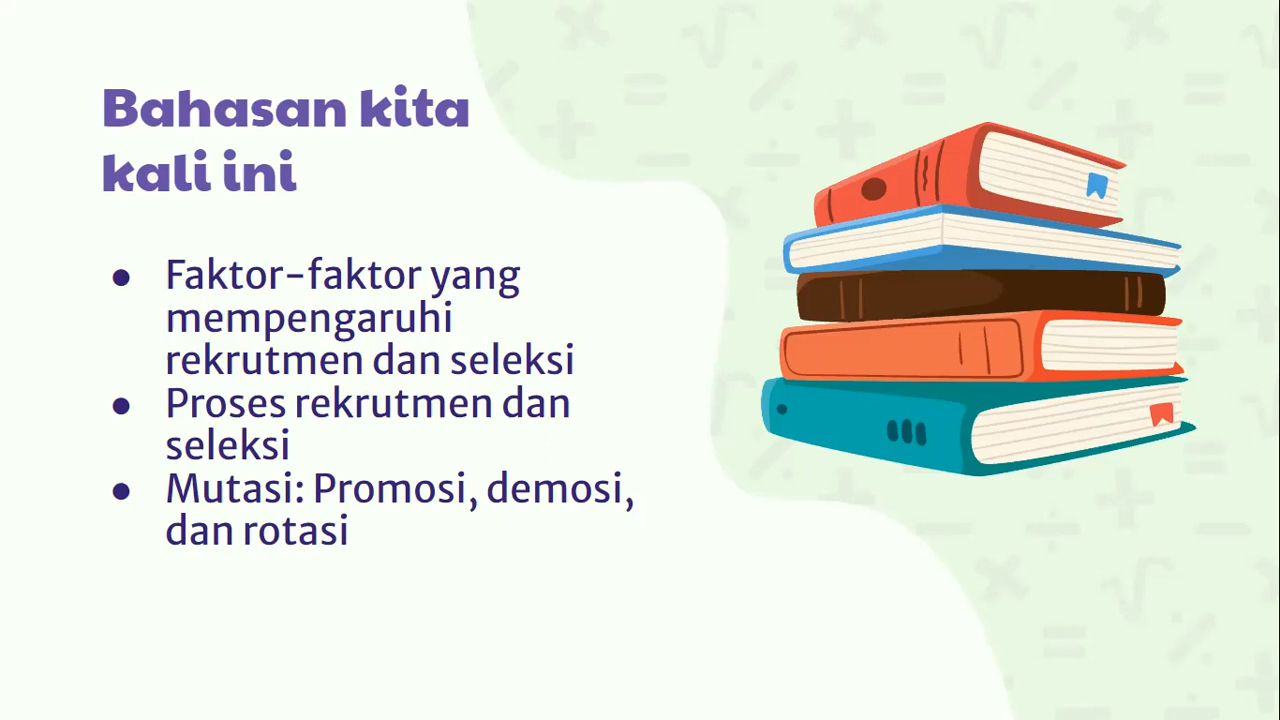 Bahasan kita
kali ini
● Faktor-faktor yang
mempengaruhi
rekrutmen dan seleksi
● Proses rekrutmen dan
seleksi
● Mutasi: Promosi, demosi,
dan rotasi